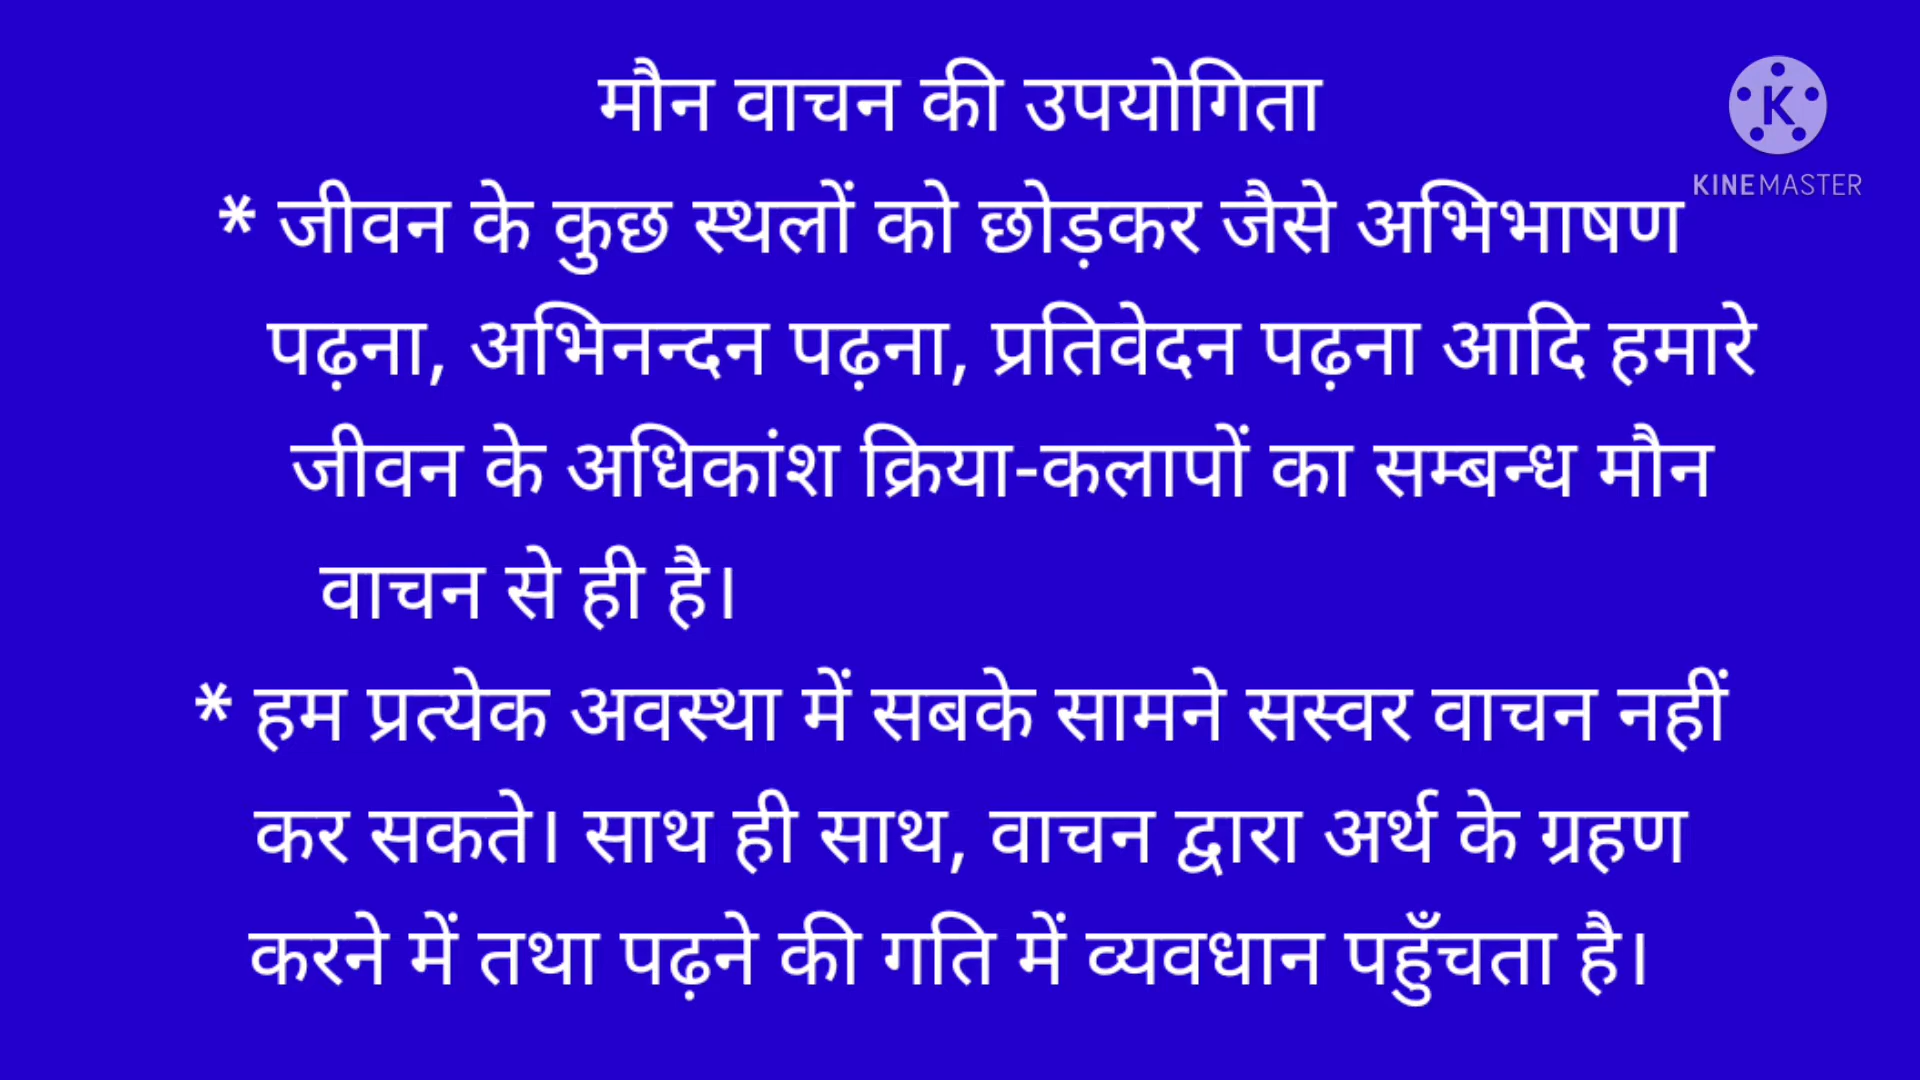 मौन वाचन की उपयोगिता
K
KINEMASTER
* जीवन के कुछ स्थलों को छोड़कर जैसे अभिभाषण
पढ़ना, अभिनन्दन पढ़ना, प्रतिवेदन पढ़ना आदि हमारे
जीवन के अधिकांश क्रिया-कलापों का सम्बन्ध मौन
वाचन से ही है।
* हम प्रत्येक अवस्था में सबके सामने सस्वर वाचन नहीं
कर सकते। साथ ही साथ, वाचन द्वारा अर्थ के ग्रहण
करने में तथा पढ़ने की गति में व्यवधान पहुँचता है।